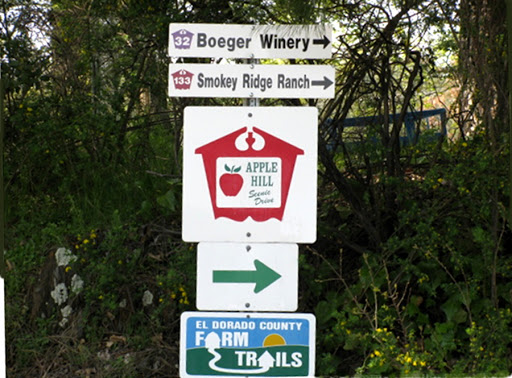 32 Boeger Winery
133 Smokey Ridge Ranch
APPLE
HILL
Scenic
Drive
EL DORADO COUNTY
FARM
TRAILS